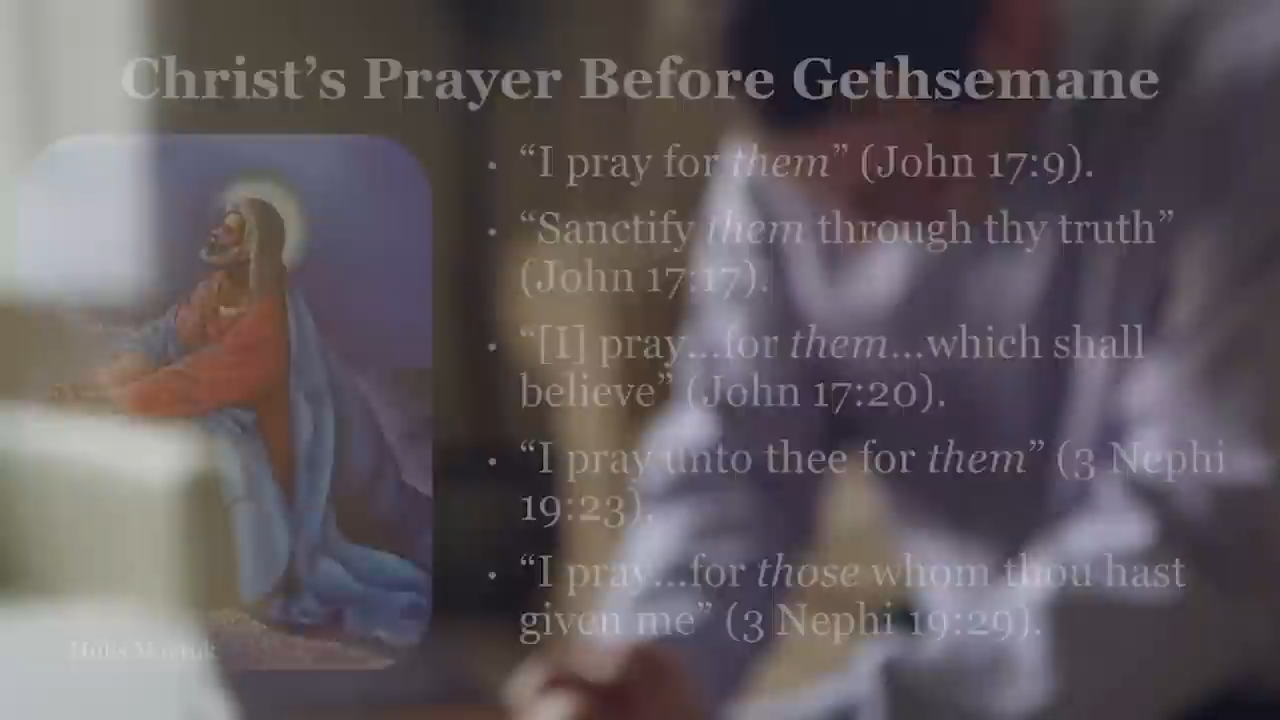 Christ’s Prayer Before Gethsemane
• “I pray for them” (John 17:9).
• “Sanctify them through thy truth”
(John 17:17).
• “[I] pray…for them…which shall
believe” (John 17:20).
• “I pray unto thee for them” (3 Nephi
19:23).
• “I pray…for those whom thou hast
given me” (3 Nephi 19:29).